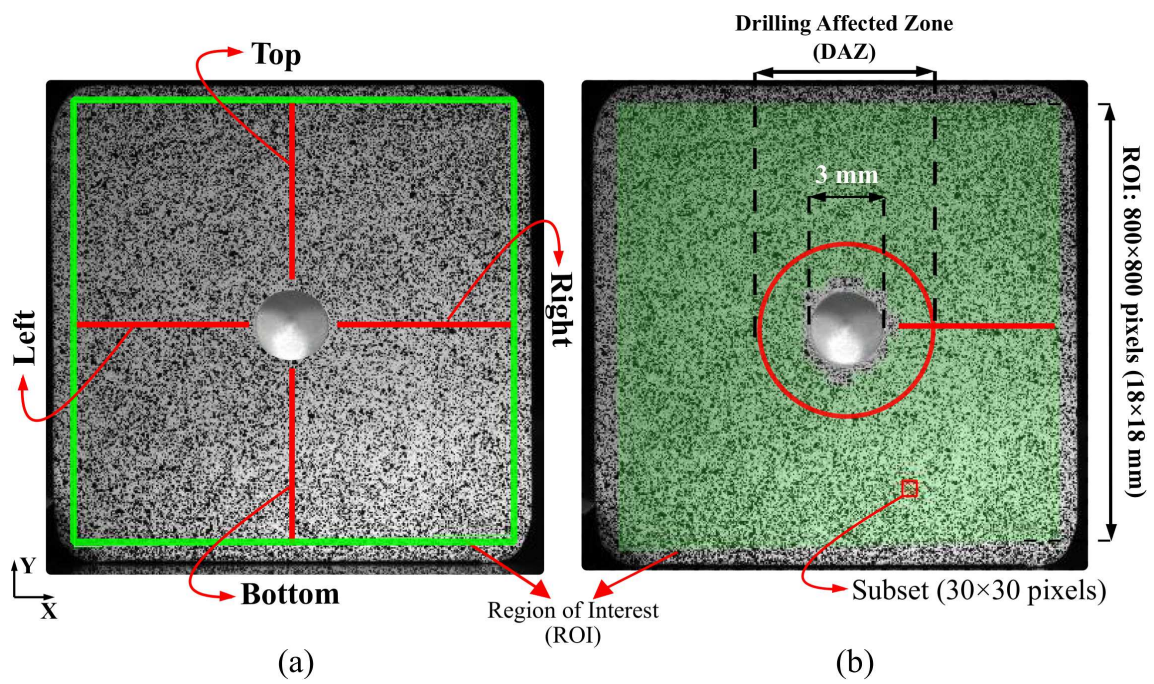 Top
Left
Right
Bottom
Y
X
Region of Interest
(ROI)
(a)
Drilling Affected Zone
(DAZ)
3 mm
ROI: 800×800 pixels (18×18 mm)
Subset (30×30 pixels)
(b)